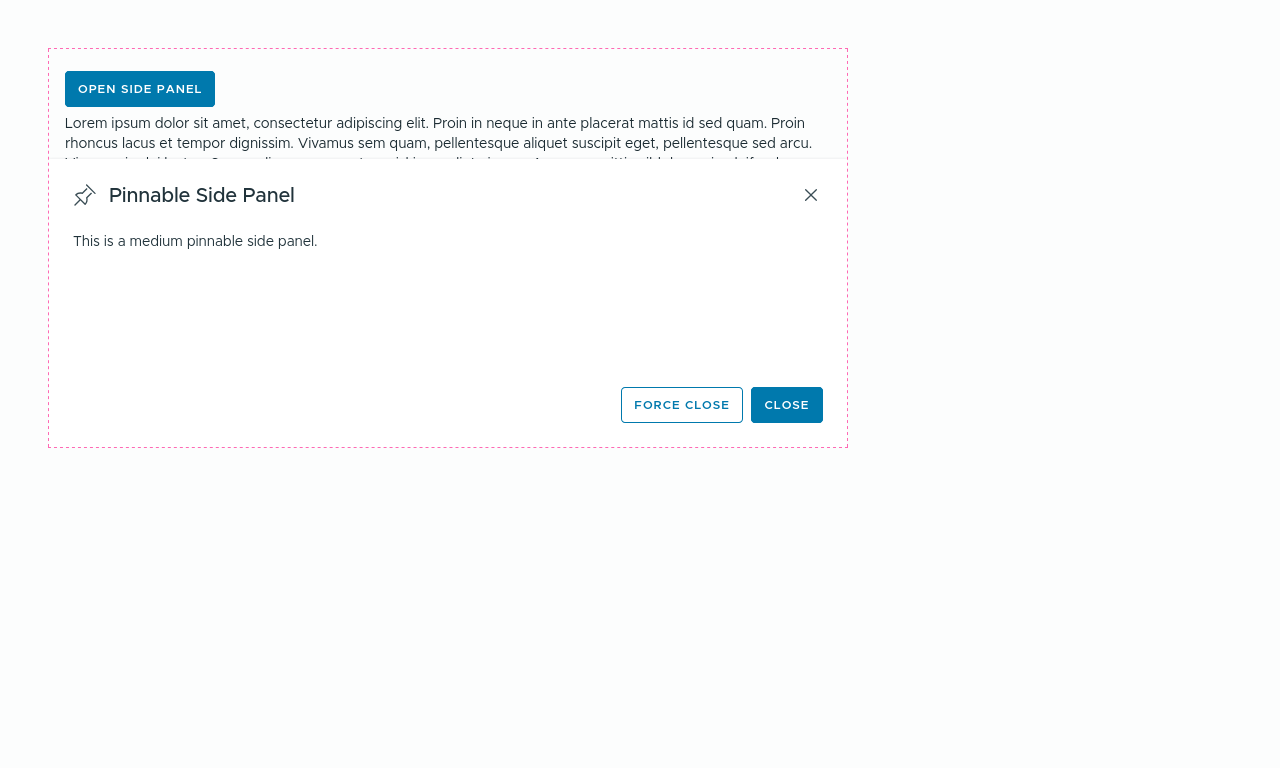 OPEN SIDE PANEL
Lorem ipsum dolor sit amet, consectetur adipiscing elit. Proin in neque in ante placerat mattis id sed quam. Proin
rhoncus lacus et tempor dignissim. Vivamus sem quam, pellentesque aliquet suscipit eget, pellentesque sed arcu.
Pinnable Side Panel
This is a medium pinnable side panel.
FORCE CLOSE
CLOSE